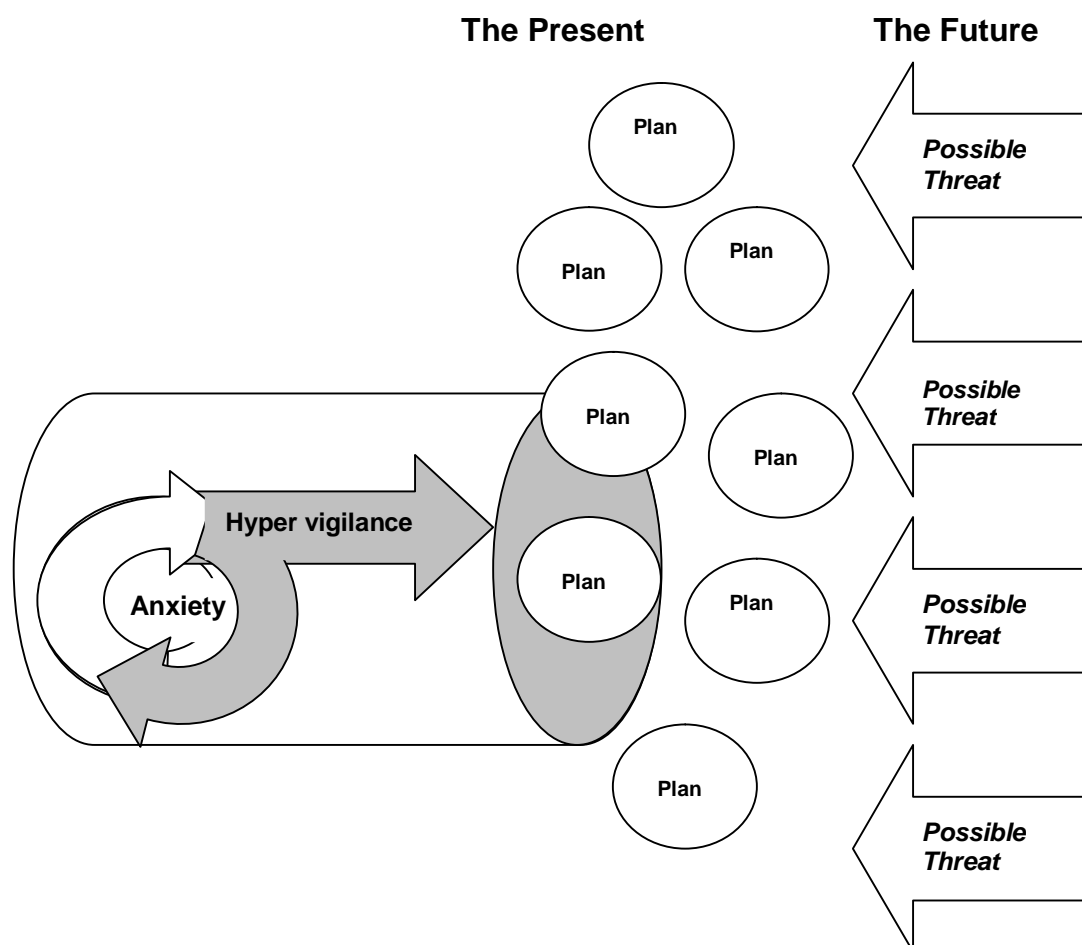 The Present
The Future
Plan
Possible
Threat
Plan
Plan
Possible
Threat
Plan
Plan
Hyper vigilance
Plan
Anxiety
Plan
Possible
Threat
Plan
Possible
Threat